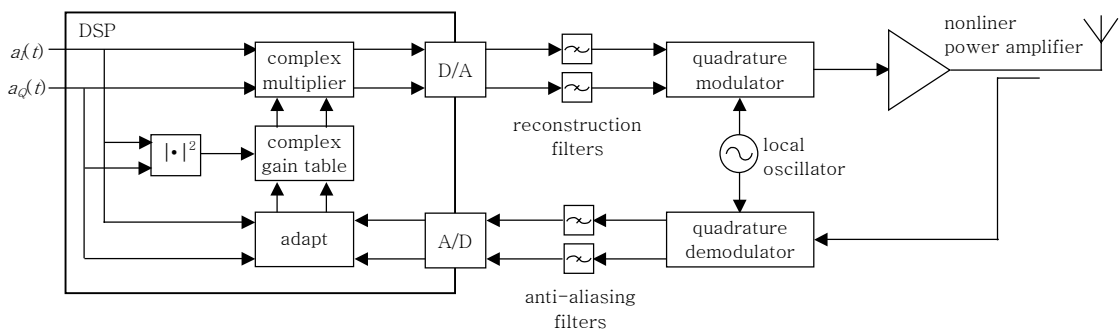 DSP
nonliner
power amplifier
a_I(t)
a_Q(t)
complex
multiplier
D/A
quadrature
modulator
reconstruction
filters
|•|²
complex
gain table
local
oscillator
adapt
A/D
quadrature
demodulator
anti-aliasing
filters